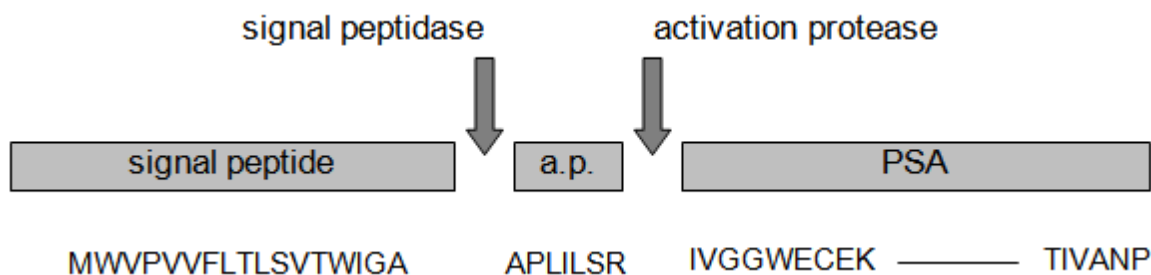 signal peptidase activation protease
signal peptide a.p. PSA
MWVPVVFLTLSVTWIGA APLILSR IVGGWECEK TIVANP